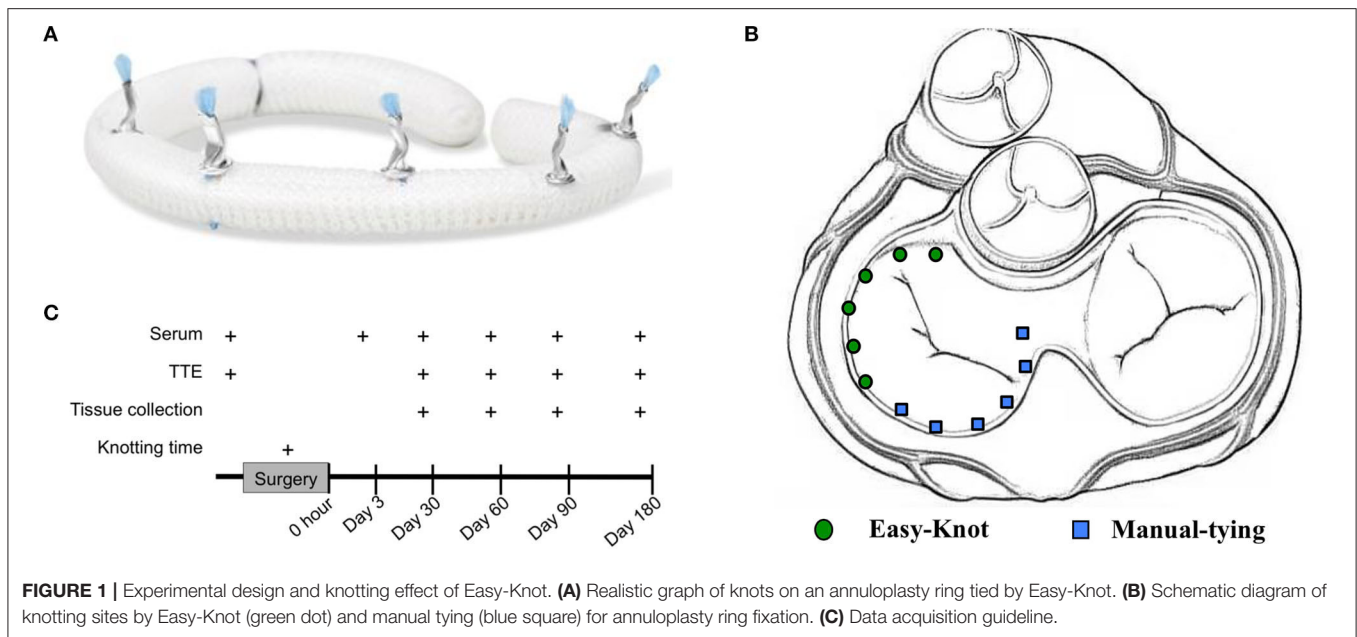 A
B
C
Serum + + + + + +
TTE + + + + +
Tissue collection + + + +
Knotting time +
Surgery
0 hour Day 3 Day 30 Day 60 Day 90 Day 180
Easy-Knot Manual-tying
FIGURE 1 | Experimental design and knotting effect of Easy-Knot. (A) Realistic graph of knots on an annuloplasty ring tied by Easy-Knot. (B) Schematic diagram of
knotting sites by Easy-Knot (green dot) and manual tying (blue square) for annuloplasty ring fixation. (C) Data acquisition guideline.